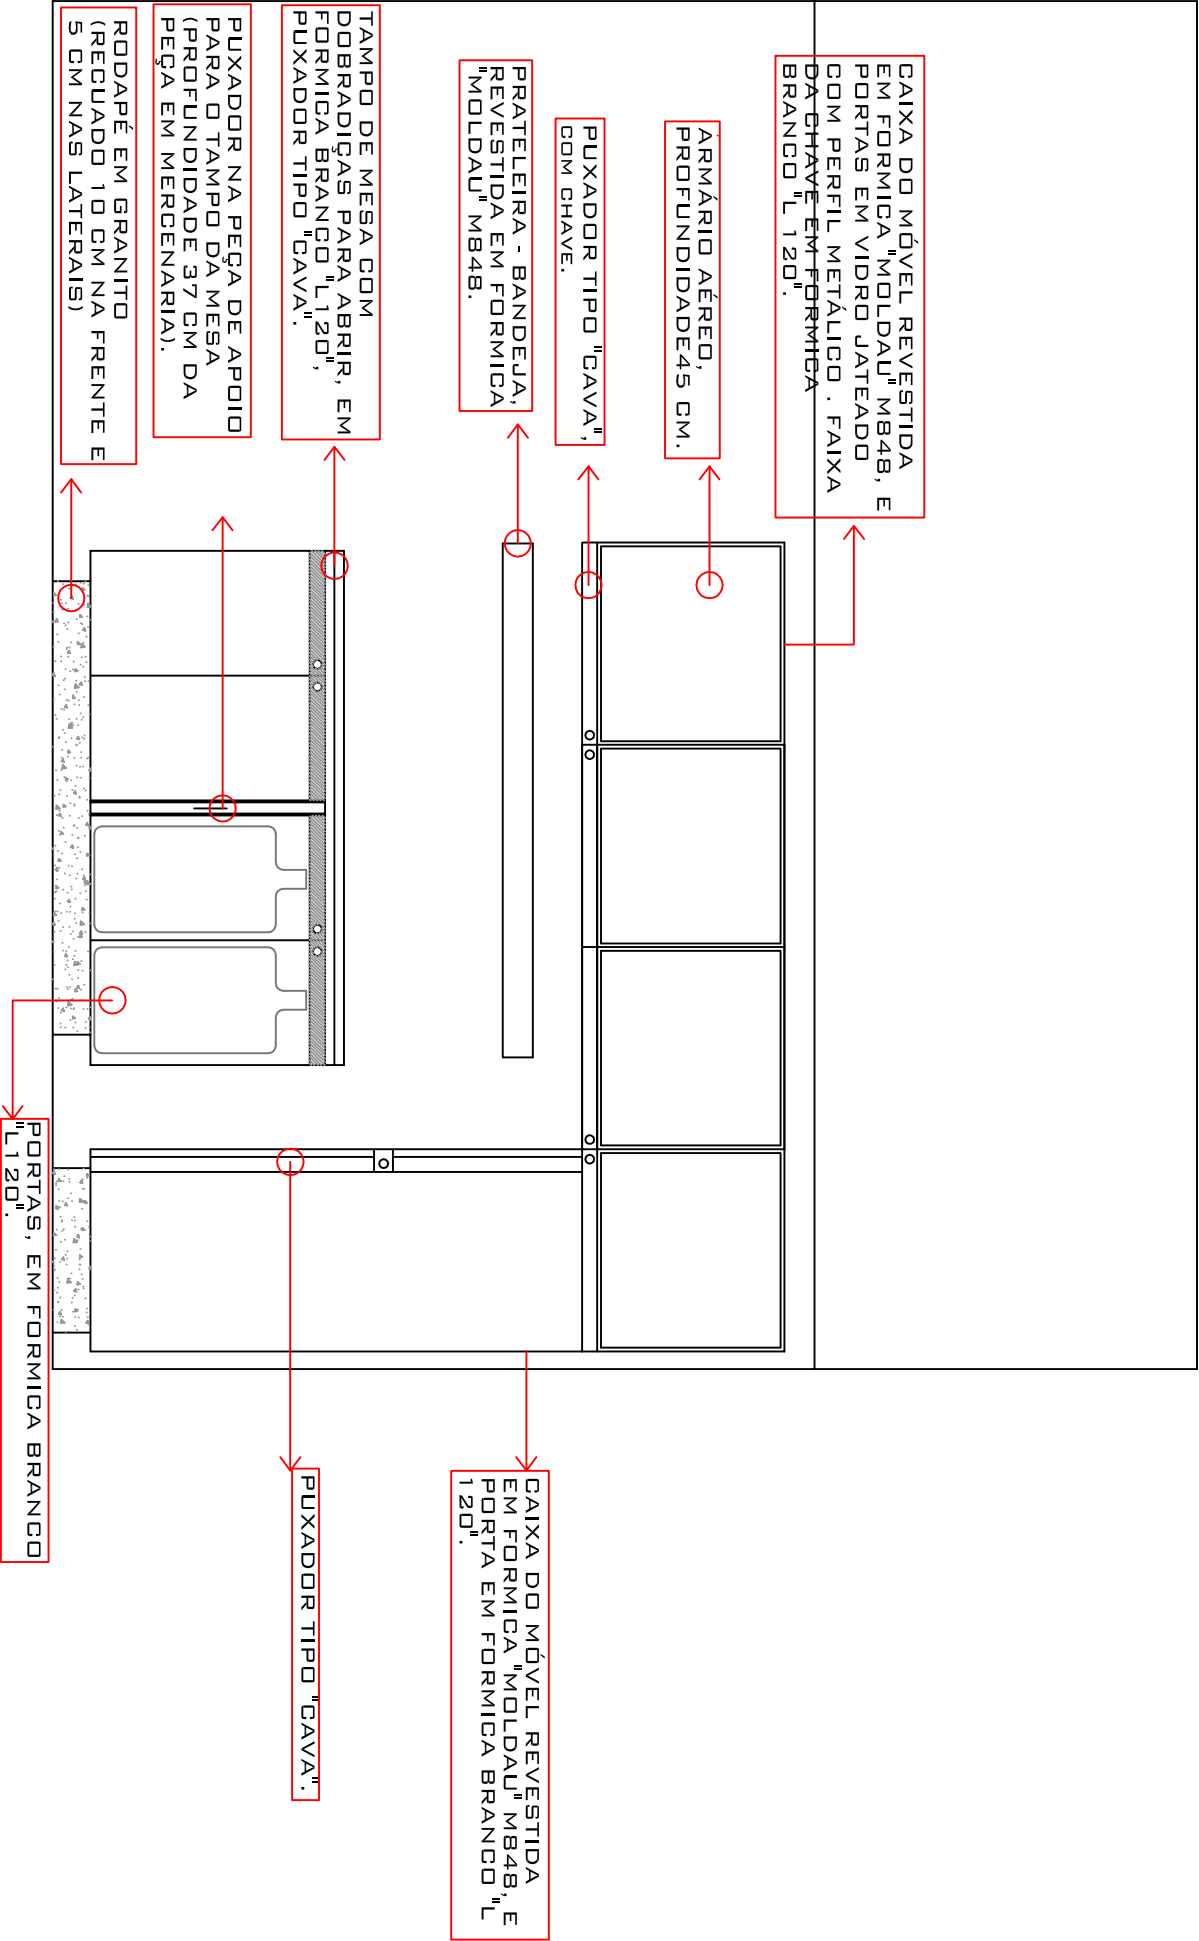 CAIXA DO MÓVEL REVESTIDA
EM FORMICA "MOLDAU" M848, E
PORTAS EM VIDRO JATEADO
COM PERFIL METÁLICO . FAIXA
DA CHAVE EM FORMICA
BRANCO "L 120".
ARMÁRIO AÉREO,
PROFUNDIDADE45 CM.
PUXADOR TIPO "CAVA",
COM CHAVE.
PRATELEIRA - BANDEJA,
REVESTIDA EM FORMICA
"MOLDAU" M848.
TAMPO DE MESA COM
DOBRADIÇAS PARA ABRIR, EM
FORMICA BRANCO "L120",
PUXADOR TIPO "CAVA".
PUXADOR NA PEÇA DE APOIO
PARA O TAMPO DA MESA
(PROFUNDIDADE 37 CM DA
PEÇA EM MERCENARIA).
RODAPÉ EM GRANITO
(RECUADO 10 CM NA FRENTE E
5 CM NAS LATERAIS)
CAIXA DO MÓVEL REVESTIDA
EM FORMICA "MOLDAU" M848, E
PORTA EM FORMICA BRANCO "L
120".
PUXADOR TIPO "CAVA".
PORTAS, EM FORMICA BRANCO
"L120".